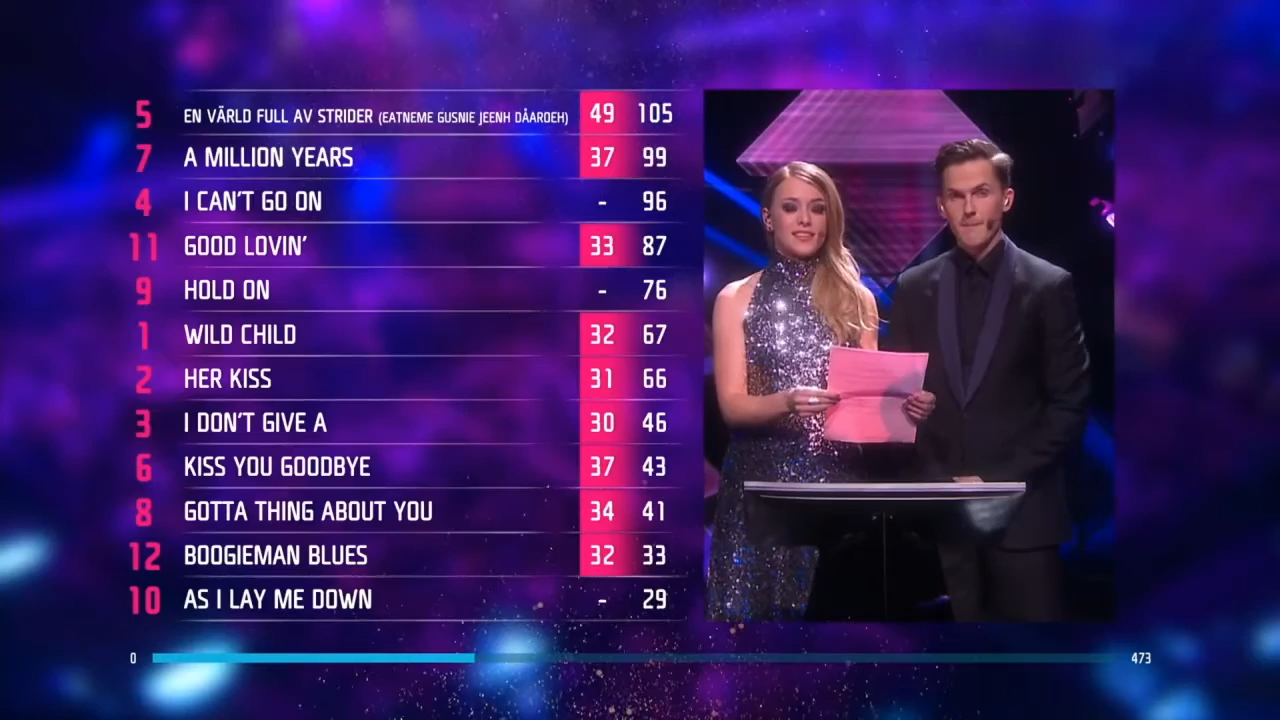 5 EN VÄRLD FULL AV STRIDER (EATNEME GUSNIE JEENH DÅAROEH) 49 105
7 A MILLION YEARS 37 99
4 I CAN'T GO ON - 96
11 GOOD LOVIN' 33 87
9 HOLD ON - 76
1 WILD CHILD 32 67
2 HER KISS 31 66
3 I DON'T GIVE A 30 46
6 KISS YOU GOODBYE 37 43
8 GOTTA THING ABOUT YOU 34 41
12 BOOGIEMAN BLUES 32 33
10 AS I LAY ME DOWN - 29
0 473